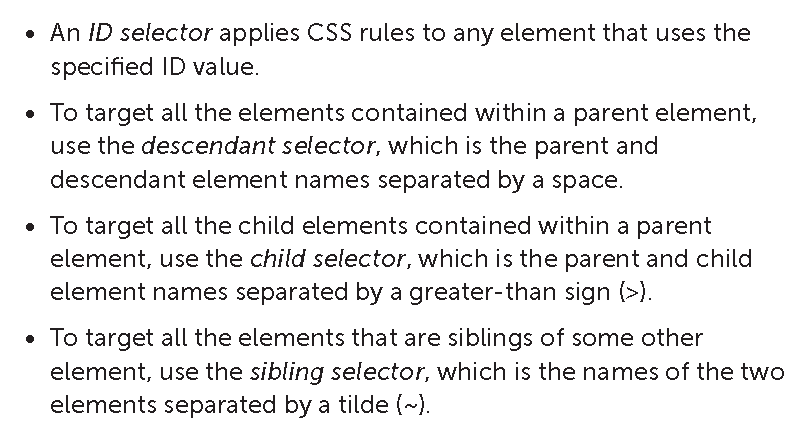 • An ID selector applies CSS rules to any element that uses the
specified ID value.
• To target all the elements contained within a parent element,
use the descendant selector, which is the parent and
descendant element names separated by a space.
• To target all the child elements contained within a parent
element, use the child selector, which is the parent and child
element names separated by a greater-than sign (>).
• To target all the elements that are siblings of some other
element, use the sibling selector, which is the names of the two
elements separated by a tilde (~).